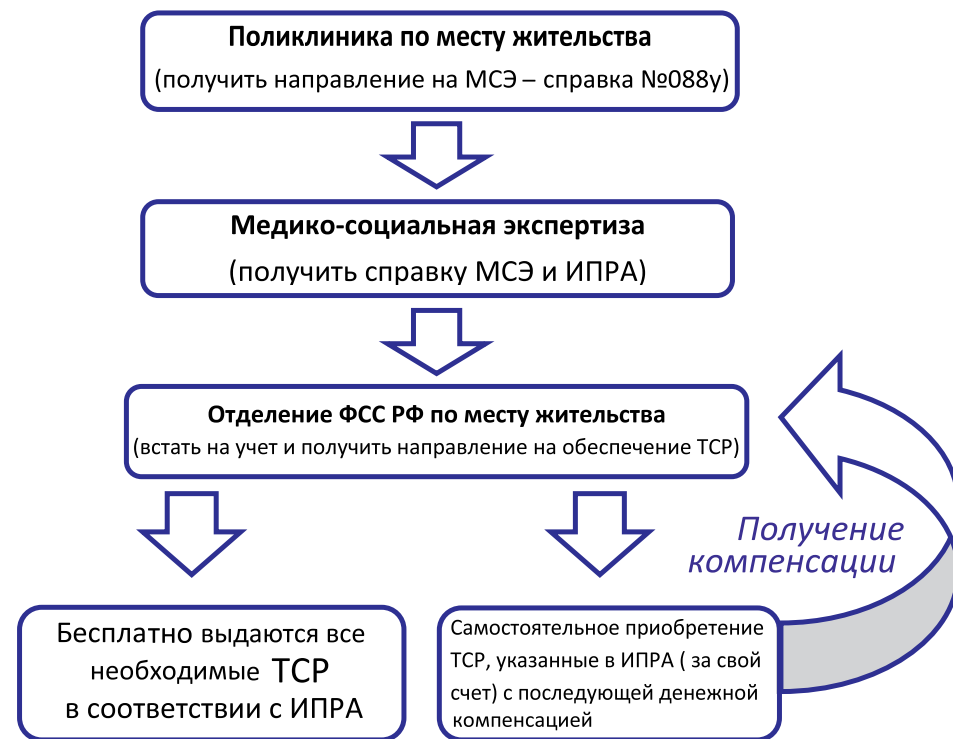 Поликлиника по месту жительства
(получить направление на МСЭ – справка №088у)
Медико-социальная экспертиза
(получить справку МСЭ и ИПРА)
Отделение ФСС РФ по месту жительства
(встать на учет и получить направление на обеспечение ТСР)
Получение
компенсации
Бесплатно выдаются все
необходимые ТСР
в соответствии с ИПРА
Самостоятельное приобретение
ТСР, указанные в ИПРА ( за свой
счет) с последующей денежной
компенсацией